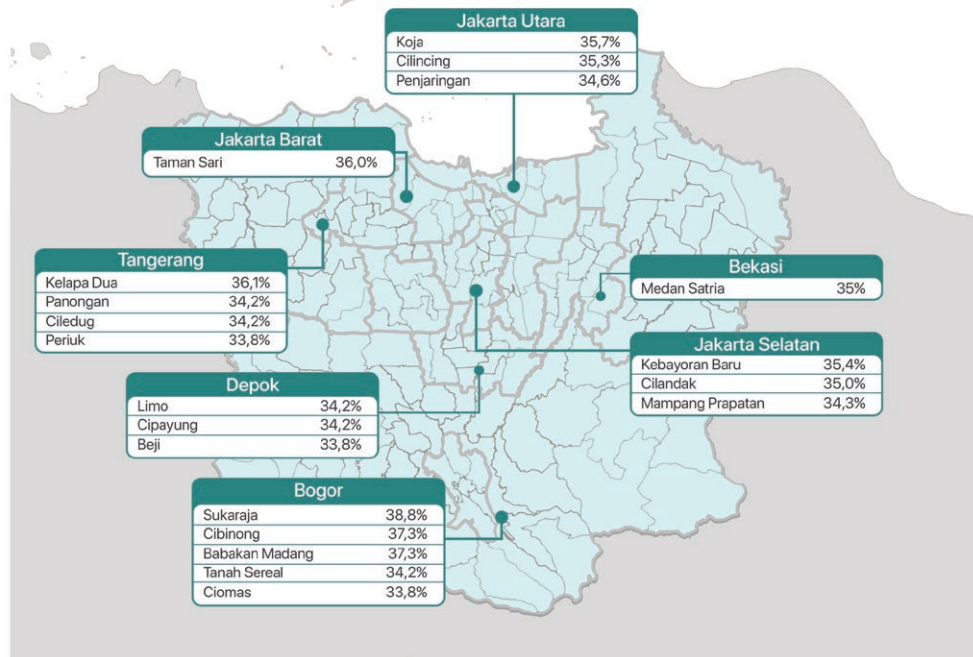 Jakarta Utara
Koja 35,7%
Cilincing 35,3%
Penjaringan 34,6%
Jakarta Barat
Taman Sari 36,0%
Tangerang
Kelapa Dua 36,1%
Panongan 34,2%
Ciledug 34,2%
Periuk 33,8%
Bekasi
Medan Satria 35%
Jakarta Selatan
Kebayoran Baru 35,4%
Cilandak 35,0%
Mampang Prapatan 34,3%
Depok
Limo 34,2%
Cipayung 34,2%
Beji 33,8%
Bogor
Sukaraja 38,8%
Cibinong 37,3%
Babakan Madang 37,3%
Tanah Sereal 34,2%
Ciomas 33,8%